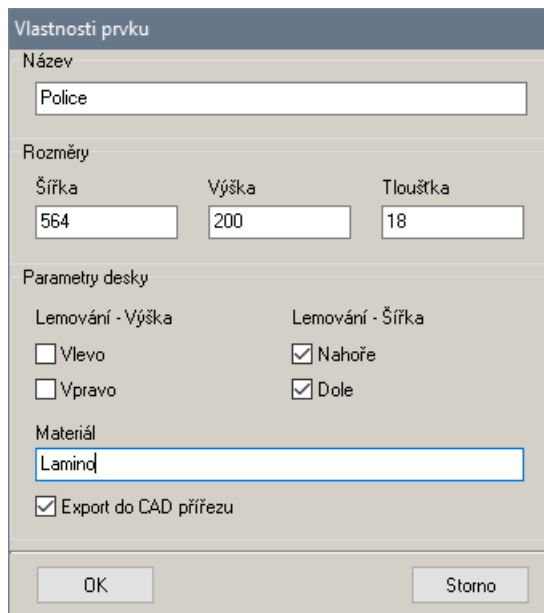 Vlastnosti prvku
Název
Police
Rozměry
Šířka Výška Tloušťka
564 200 18
Parametry desky
Lemování - Výška Lemování - Šířka
Vlevo Nahoře
Vpravo Dole
Materiál
Lamino
Export do CAD přířezu
OK Storno